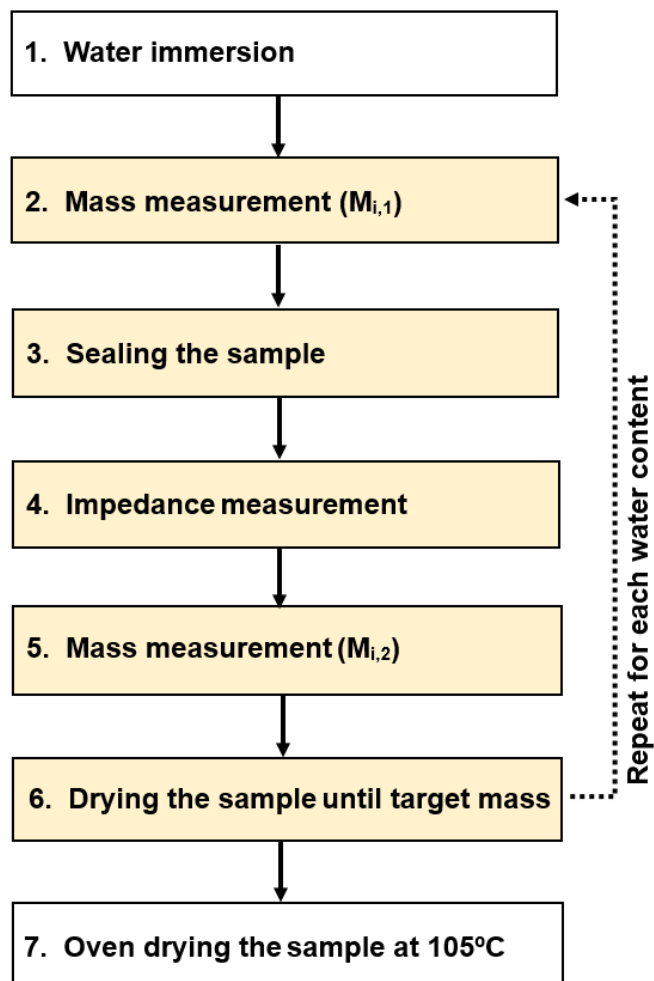 1. Water immersion
2. Mass measurement (Mi,1)
3. Sealing the sample
4. Impedance measurement
5. Mass measurement (Mi,2)
6. Drying the sample until target mass
7. Oven drying the sample at 105ºC
Repeat for each water content